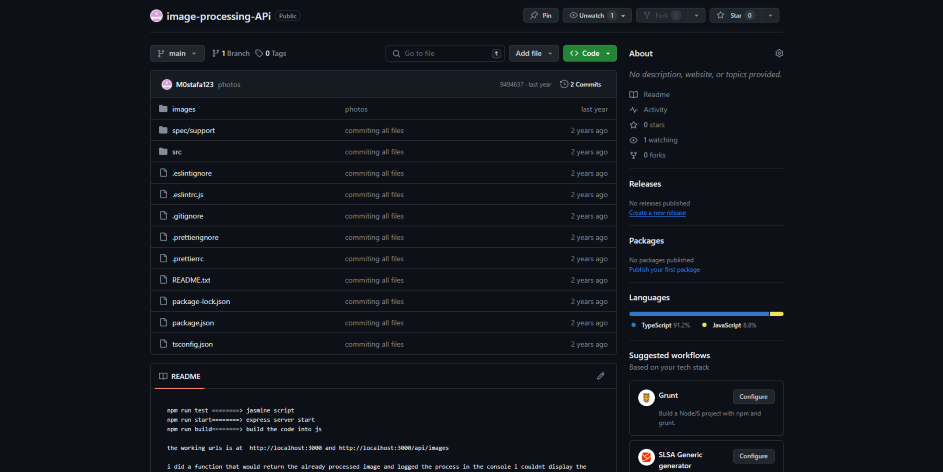 image-processing-APi Public
Pin
Unwatch 1
Fork 0
Star 0
main
1 Branch
0 Tags
Go to file
t
Add file
Code
M0stafa123 photos
9494637 · last year
2 Commits
images photos last year
spec/support commiting all files 2 years ago
src commiting all files 2 years ago
.eslintignore commiting all files 2 years ago
.eslintrc.js commiting all files 2 years ago
.gitignore commiting all files 2 years ago
.prettierignore commiting all files 2 years ago
.prettierrc commiting all files 2 years ago
README.txt commiting all files 2 years ago
package-lock.json commiting all files 2 years ago
package.json commiting all files 2 years ago
tsconfig.json commiting all files 2 years ago
README
npm run test ========> jasmine script
npm run start========> express server start
npm run build========> build the code into js
the working urls is at http://localhost:3000 and http://localhost:3000/api/images
i did a function that would return the already processed image and logged the process in the console i couldnt display the
About
No description, website, or topics provided.
Readme
Activity
0 stars
1 watching
0 forks
Releases
No releases published
Create a new release
Packages
No packages published
Publish your first package
Languages
TypeScript 91.2%
JavaScript 8.8%
Suggested workflows
Based on your tech stack
Grunt
Configure
Build a NodeJS project with npm and
grunt.
SLSA Generic
generator
Configure